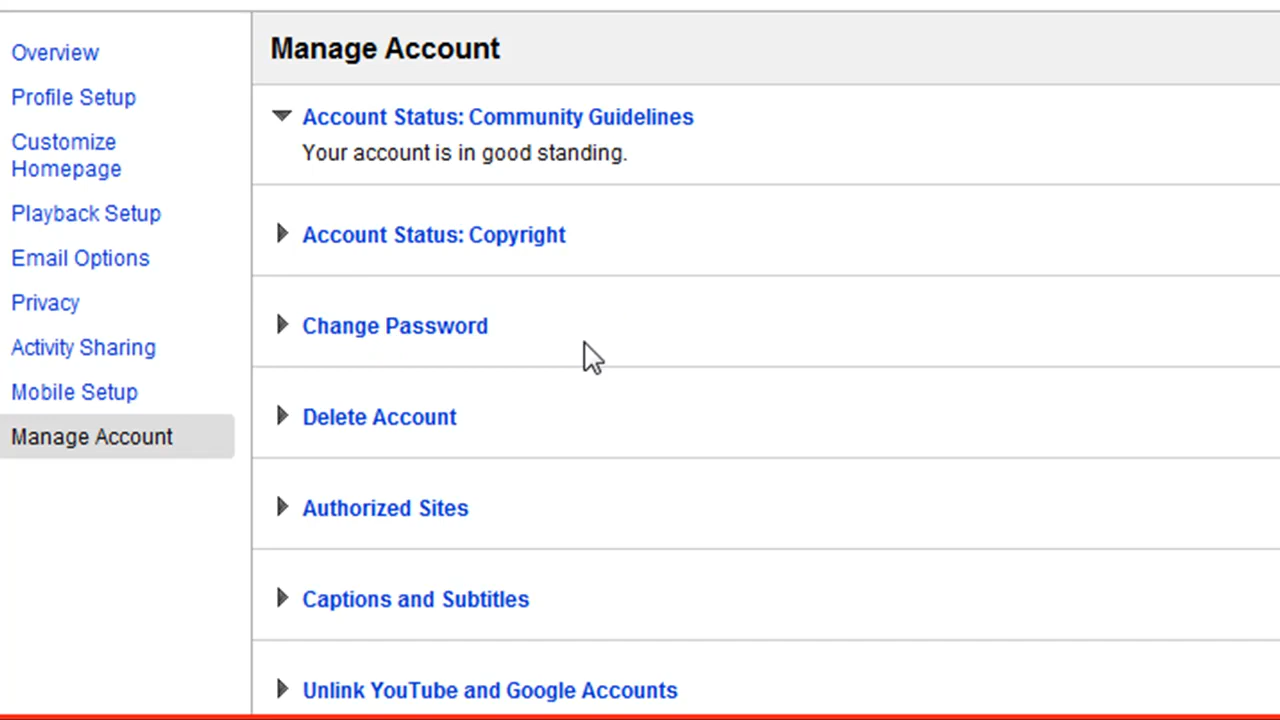 Overview
Profile Setup
Customize
Homepage
Playback Setup
Email Options
Privacy
Activity Sharing
Mobile Setup
Manage Account
Manage Account
Account Status: Community Guidelines
Your account is in good standing.
Account Status: Copyright
Change Password
Delete Account
Authorized Sites
Captions and Subtitles
Unlink YouTube and Google Accounts